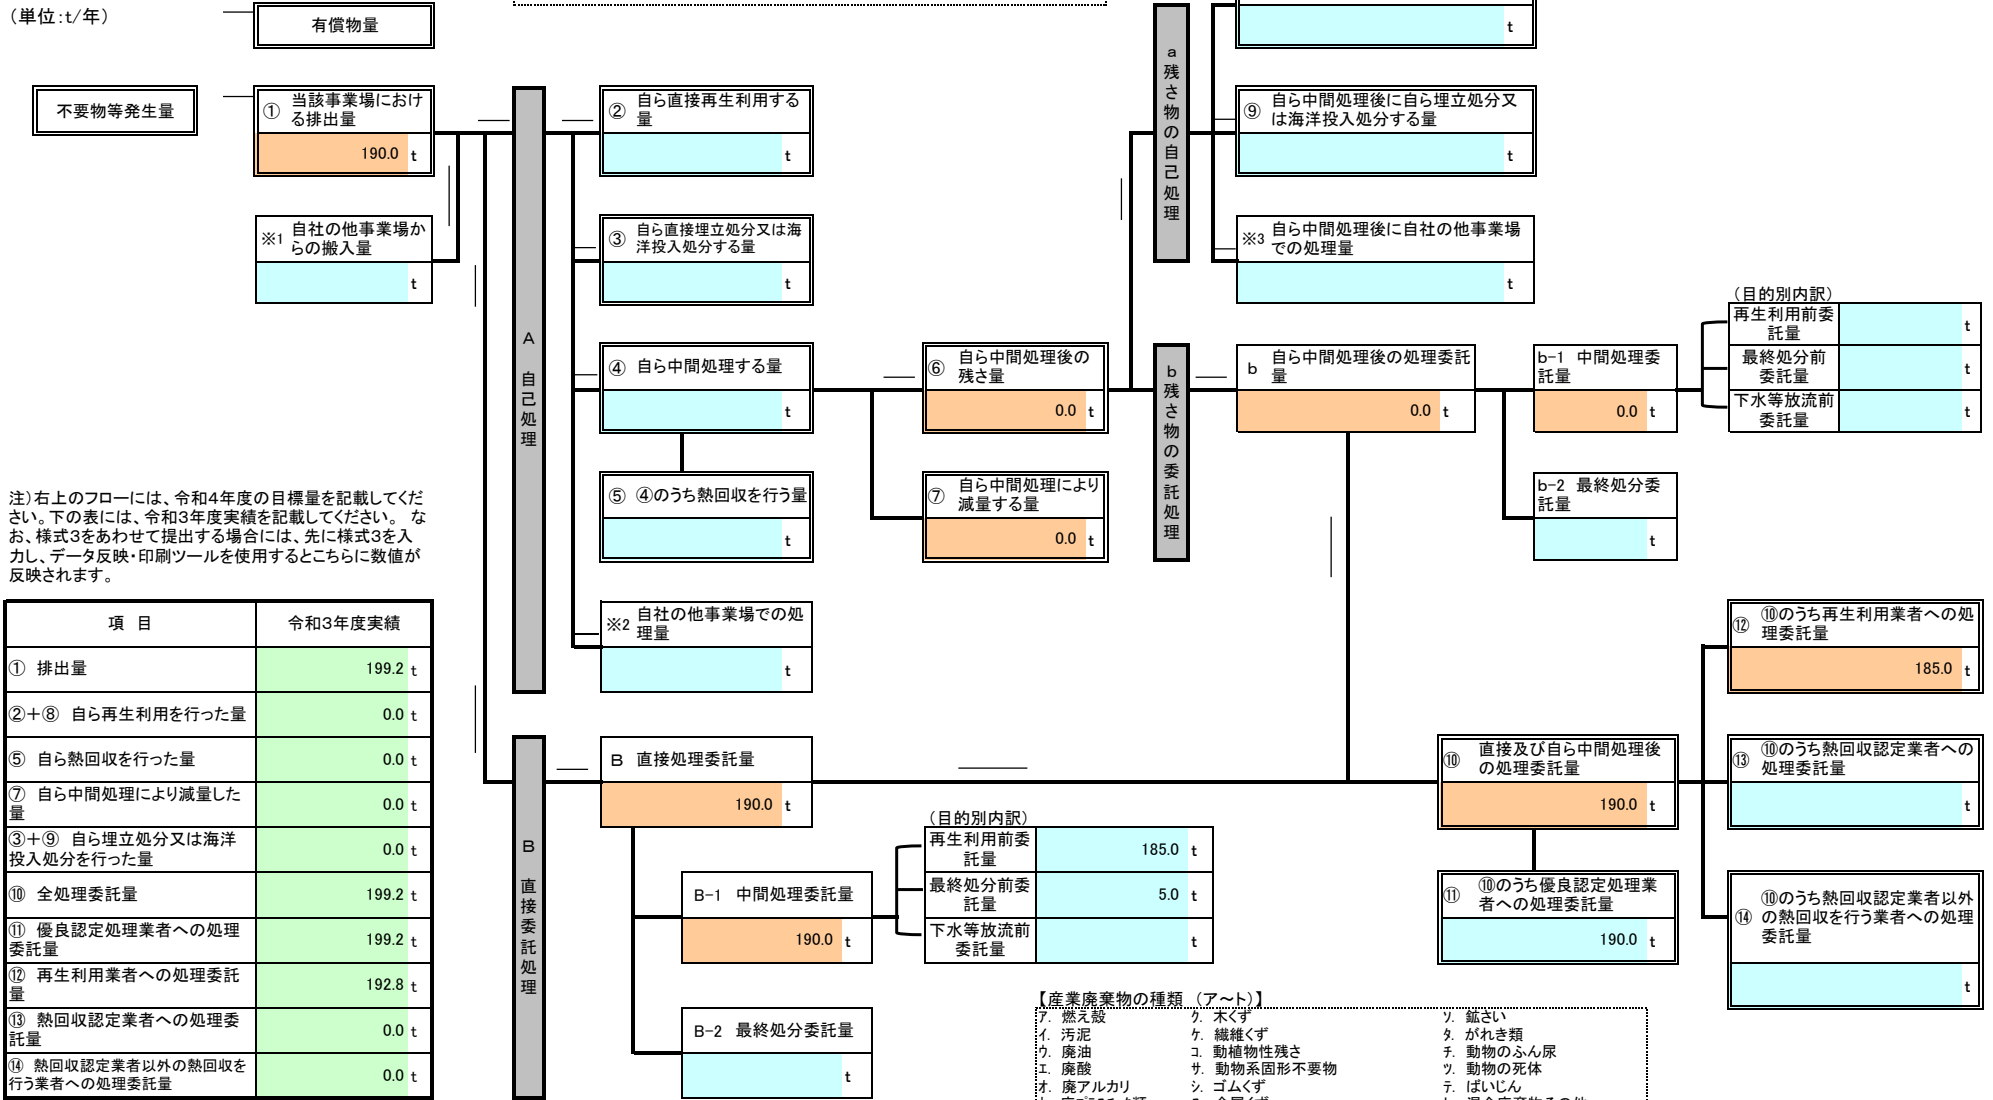 (単位:t/年)
有償物量
t
不要物等発生量
① 当該事業場におけ
る排出量
190.0 t
※1 自社の他事業場か
らの搬入量
t
A 自己処理
② 自ら直接再生利用する
量
t
③ 自ら直接埋立処分又は海
洋投入処分する量
t
④ 自ら中間処理する量
t
⑤ ④のうち熱回収を行う量
t
※2 自社の他事業場での処
理量
t
⑥ 自ら中間処理後の
残さ量
0.0 t
⑦ 自ら中間処理により
減量する量
0.0 t
a 残さ物の自己処理
⑨ 自ら中間処理後に自ら埋立処分又
は海洋投入処分する量
t
※3 自ら中間処理後に自社の他事業場
での処理量
t
b 残さ物の委託処理
b 自ら中間処理後の処理委託
量
0.0 t
b-1 中間処理委
託量
0.0 t
b-2 最終処分委
託量
t
(目的別内訳)
再生利用前委
託量
t
最終処分前
委託量
t
下水等放流前
委託量
t
注)右上のフローには、令和4年度の目標量を記載してくだ
さい。下の表には、令和3年度実績を記載してください。 な
お、様式3をあわせて提出する場合には、先に様式3を入
力し、データ反映・印刷ツールを使用するとこちらに数値が
反映されます。
項 目 令和3年度実績
① 排出量 199.2 t
②+⑧ 自ら再生利用を行った量 0.0 t
⑤ 自ら熱回収を行った量 0.0 t
⑦ 自ら中間処理により減量した
量 0.0 t
③+⑨ 自ら埋立処分又は海洋
投入処分を行った量 0.0 t
⑩ 全処理委託量 199.2 t
⑪ 優良認定処理業者への処理
委託量 199.2 t
⑫ 再生利用業者への処理委託
量 192.8 t
⑬ 熱回収認定業者への処理委
託量 0.0 t
⑭ 熱回収認定業者以外の熱回収を
行う業者への処理委託量 0.0 t
B 直接委託処理
B 直接処理委託量
190.0 t
B-1 中間処理委託量
190.0 t
B-2 最終処分委託量
t
(目的別内訳)
再生利用前委
託量
185.0 t
最終処分前委
託量
5.0 t
下水等放流前
委託量
t
⑩ 直接及び自ら中間処理後
の処理委託量
190.0 t
⑪ ⑩のうち優良認定処理業
者への処理委託量
190.0 t
⑫ ⑩のうち再生利用業者への処
理委託量
185.0 t
⑬ ⑩のうち熱回収認定業者への
処理委託量
t
⑭ ⑩のうち熱回収認定業者以外
の熱回収を行う業者への処理
委託量
t
【産業廃棄物の種類 (ア~ト)】
ア. 燃え殻 ク. 木くず ソ. 鉱さい
イ. 汚泥 ケ. 繊維くず タ. がれき類
ウ. 廃油 コ. 動植物性残さ チ. 動物のふん尿
エ. 廃酸 サ. 動物系固形不要物 ツ. 動物の死体
オ. 廃アルカリ シ. ゴムくず テ. ばいじん